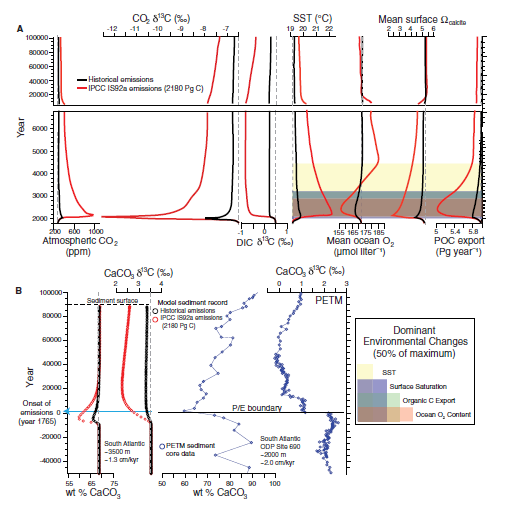 A
CO₂ δ¹³C (‰)
SST (°C)
Mean surface Ω calcite
-12 -11 -10 -9 -8 -7
19 20 21 22
2 3 4 5 6
100000
80000
60000
40000
20000
Historical emissions
IPCC IS92a emissions (2180 Pg C)
Year
6000
5000
4000
3000
2000
200 600 1000
-1 0 1
155 165 175 185
5 5.4 5.8
Atmospheric CO₂
(ppm)
DIC δ¹³C (‰)
Mean ocean O₂
(μmol liter⁻¹)
POC export
(Pg year⁻¹)
B
CaCO₃ δ¹³C (‰)
CaCO₃ δ¹³C (‰)
2 3 4
0 1 2 3
100000
Sediment surface
Model sediment record
Historical emissions
IPCC IS92a emissions
(2180 Pg C)
PETM
80000
60000
40000
20000
Year
Onset of
emissions 0
(year 1765)
-20000
-40000
P/E boundary
South Atlantic
~3500 m
~1.3 cm/kyr
PETM sediment
core data
South Atlantic
ODP Site 690
~2000 m
~2.0 cm/kyr
55 65 75
50 60 70 80 90 100
wt % CaCO₃
wt % CaCO₃
Dominant
Environmental Changes
(50% of maximum)
SST
Surface Saturation
Organic C Export
Ocean O₂ Content